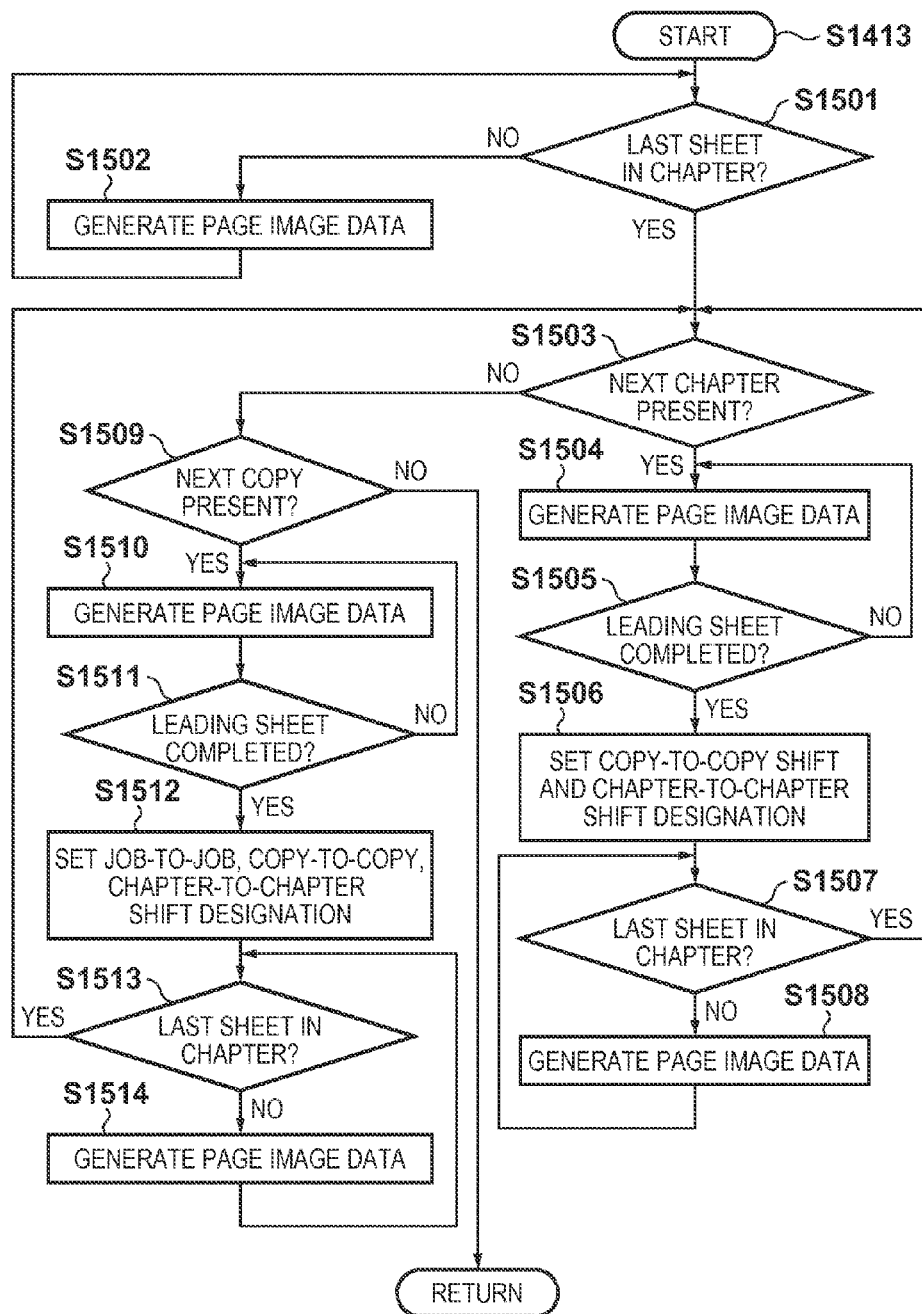 START
S1413
S1501
LAST SHEET
IN CHAPTER?
NO
YES
S1502
GENERATE PAGE IMAGE DATA
S1503
NEXT CHAPTER
PRESENT?
NO
YES
S1509
NEXT COPY
PRESENT?
NO
YES
S1504
GENERATE PAGE IMAGE DATA
S1510
GENERATE PAGE IMAGE DATA
S1505
LEADING SHEET
COMPLETED?
NO
YES
S1511
LEADING SHEET
COMPLETED?
NO
YES
S1506
SET COPY-TO-COPY SHIFT
AND CHAPTER-TO-CHAPTER
SHIFT DESIGNATION
S1512
SET JOB-TO-JOB, COPY-TO-COPY,
CHAPTER-TO-CHAPTER
SHIFT DESIGNATION
S1507
LAST SHEET IN
CHAPTER?
YES
NO
S1513
LAST SHEET IN
CHAPTER?
YES
NO
S1508
GENERATE PAGE IMAGE DATA
S1514
GENERATE PAGE IMAGE DATA
RETURN